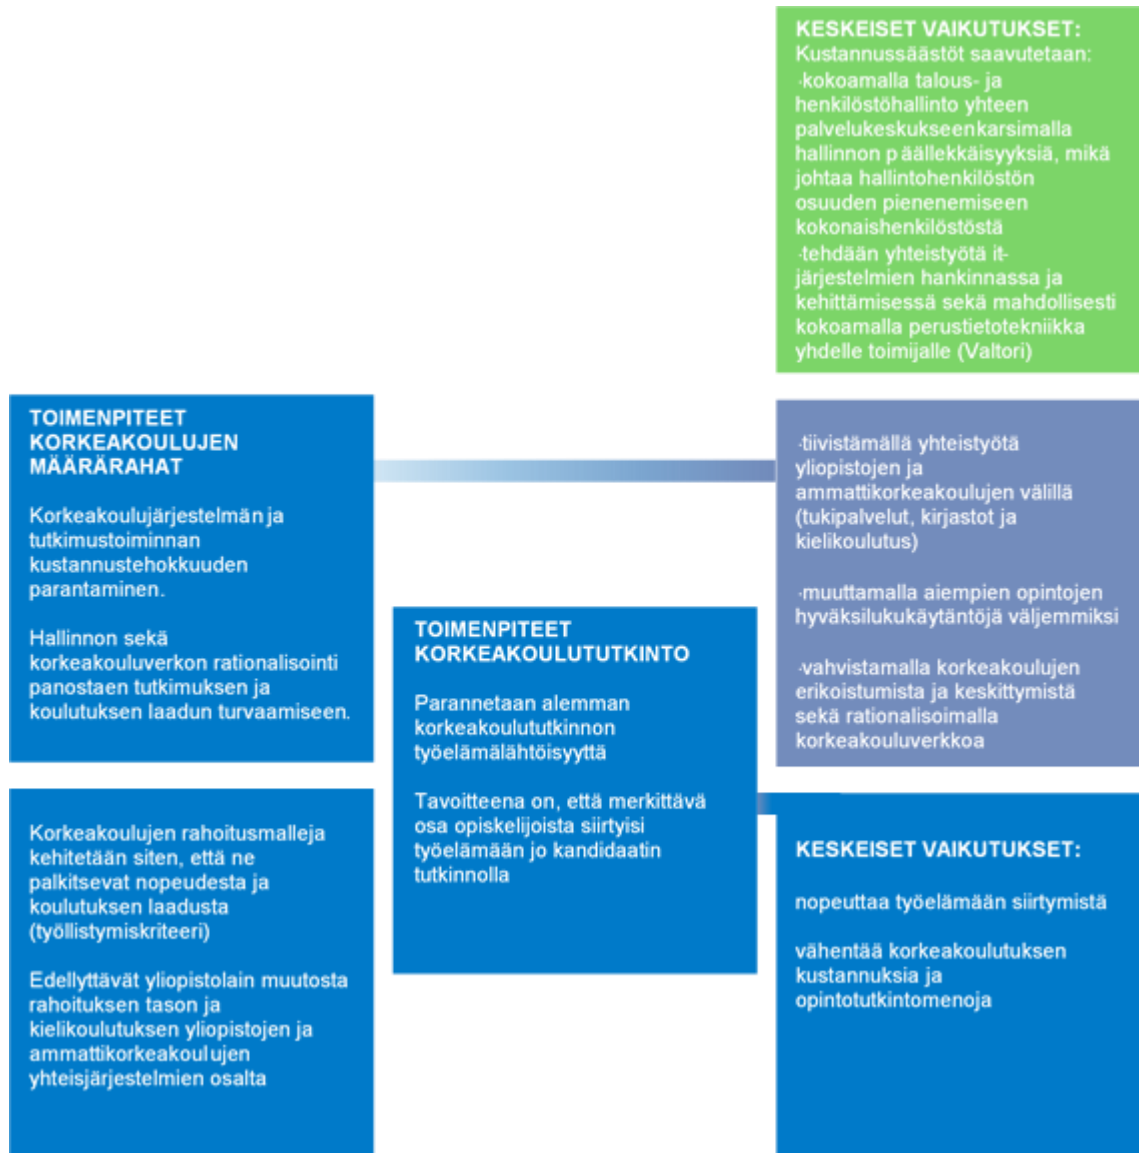 KESKEISET VAIKUTUKSET:
Kustannussäästöt saavutetaan:
·kokoamalla talous- ja
henkilöstöhallinto yhteen
palvelukeskukseenkarsimalla
hallinnon päällekkäisyyksiä, mikä
johtaa hallintohenkilöstön
osuuden pienenemiseen
kokonaishenkilöstöstä
·tehdään yhteistyötä it-
järjestelmien hankinnassa ja
kehittämisessä sekä mahdollisesti
kokoamalla perustietotekniikka
yhdelle toimijalle (Valtori)
TOIMENPITEET
KORKEAKOULUJEN
MÄÄRÄRAHAT
Korkeakoulujärjestelmän ja
tutkimustoiminnan
kustannustehokkuuden
parantaminen.
Hallinnon sekä
korkeakouluverkon rationalisointi
panostaen tutkimuksen ja
koulutuksen laadun turvaamiseen.
·tiivistämällä yhteistyötä
yliopistojen ja
ammattikorkeakoulujen välillä
(tukipalvelut, kirjastot ja
kielikoulutus)
·muuttamalla aiempien opintojen
hyväksilukukäytäntöjä väljemmiksi
·vahvistamalla korkeakoulujen
erikoistumista ja keskittymistä
sekä rationalisoimalla
korkeakouluverkkoa
TOIMENPITEET
KORKEAKOULUTUTKINTO
Parannetaan alemman
korkeakoulututkinnon
työelämälähtöisyyttä
Tavoitteena on, että merkittävä
osa opiskelijoista siirtyisi
työelämään jo kandidaatin
tutkinnolla
Korkeakoulujen rahoitusmalleja
kehitetään siten, että ne
palkitsevat nopeudesta ja
koulutuksen laadusta
(työllistymiskriteeri)
Edellyttävät yliopistolain muutosta
rahoituksen tason ja
kielikoulutuksen yliopistojen ja
ammattikorkeakoulujen
yhteisjärjestelmien osalta
KESKEISET VAIKUTUKSET:
nopeuttaa työelämään siirtymistä
vähentää korkeakoulutuksen
kustannuksia ja
opintotutkintomenoja